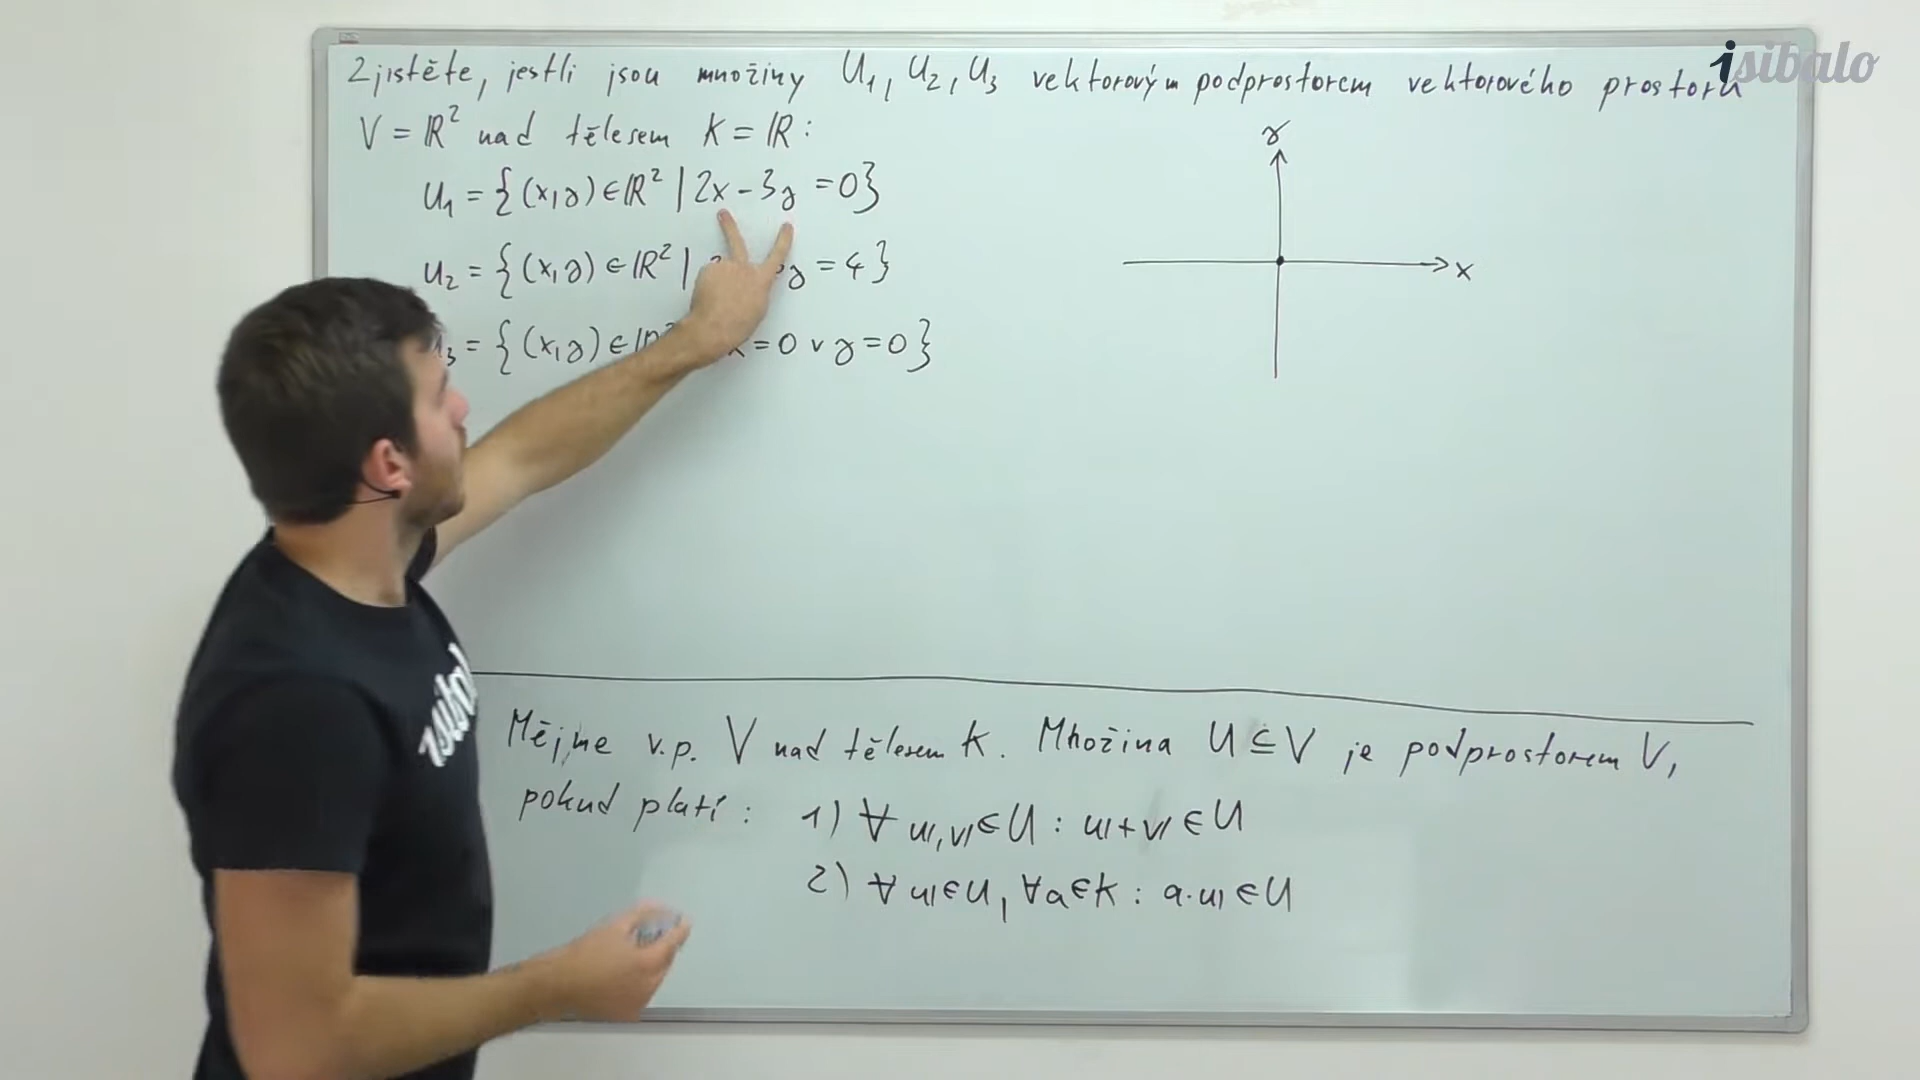 isibalo
Zjistěte, jestli jsou množiny U₁, U₂, U₃ vektorovým podprostorem vektorového prostoru
V = ℝ² nad tělesem K = ℝ:
U₁ = {(x,y) ∈ ℝ² | 2x - 3y = 0}
U₂ = {(x,y) ∈ ℝ² | y = 4}
₃ = {(x,y) ∈ x = 0 ∨ y = 0}
y
x
Mějme v.p. V nad tělesem K. Množina U ⊆ V je podprostorem V,
pokud platí: 1) ∀ u, v ∈ U : u + v ∈ U
2) ∀ u ∈ U, ∀ a ∈ K : a · u ∈ U